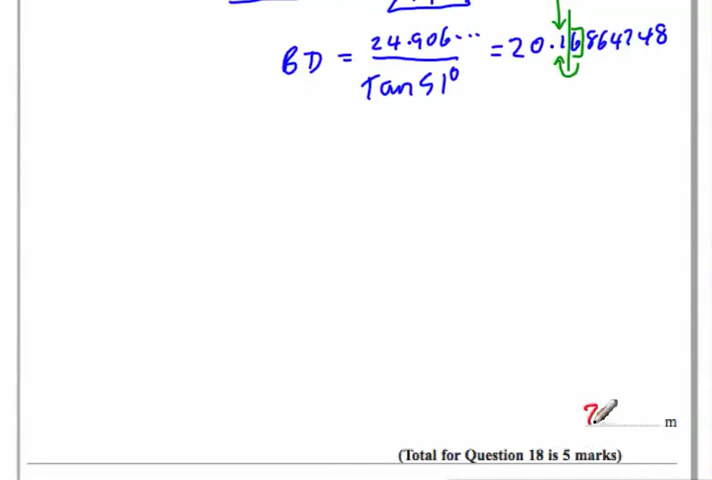 BD = 24.906... / Tan 51° = 20.16864748
m
(Total for Question 18 is 5 marks)